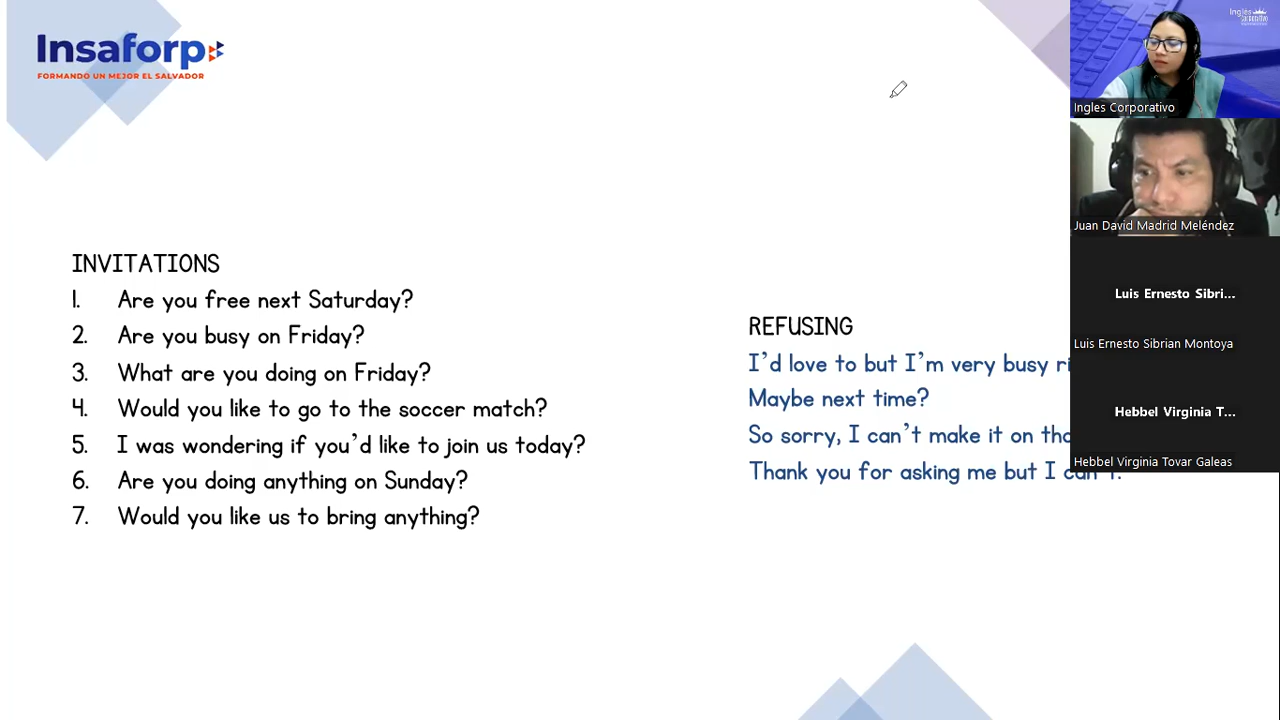 Insaforp
FORMANDO UN MEJOR EL SALVADOR
INVITATIONS
1. Are you free next Saturday?
2. Are you busy on Friday?
3. What are you doing on Friday?
4. Would you like to go to the soccer match?
5. I was wondering if you'd like to join us today?
6. Are you doing anything on Sunday?
7. Would you like us to bring anything?
REFUSING
I'd love to but I'm very busy
Maybe next time?
So sorry, I can't make it on
Thank you for asking me but I can't.
Ingles
Ingles Corporativo
Juan David Madrid Meléndez
Luis Ernesto Sibri...
Luis Ernesto Sibrian Montoya
Hebbel Virginia T...
Hebbel Virginia Tovar Galeas